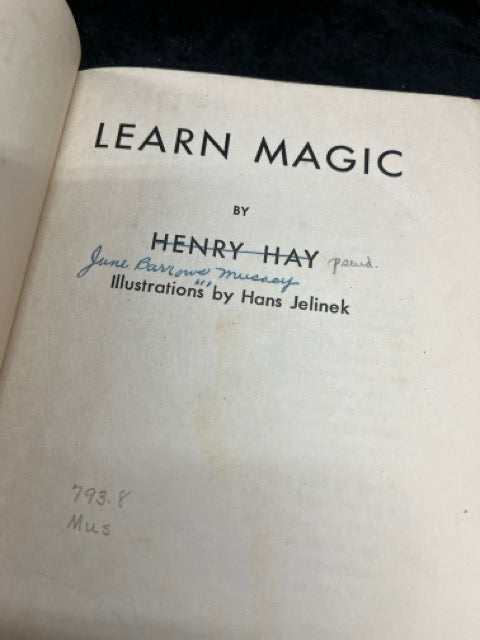 LEARN MAGIC
BY
HENRY HAY pseud.
June Barrows Mussey
Illustrations by Hans Jelinek
793.8
Mus